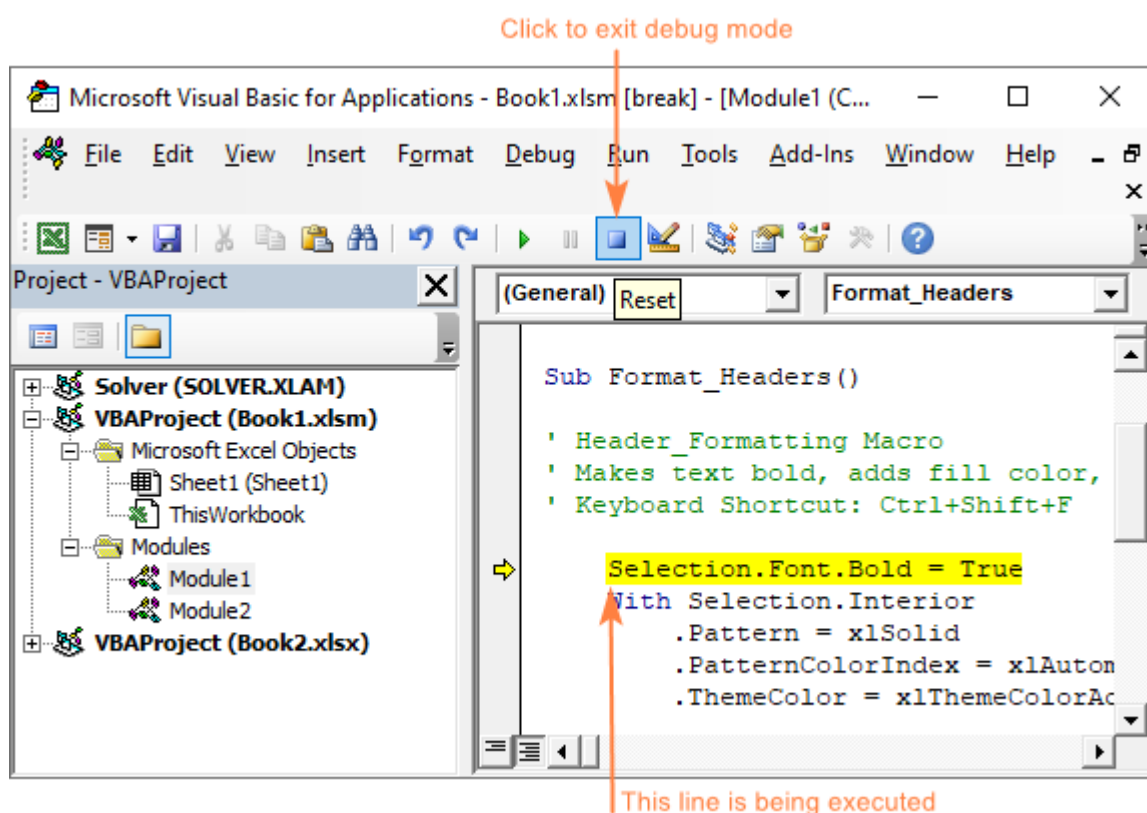 Click to exit debug mode
Microsoft Visual Basic for Applications - Book1.xlsm [break] - [Module1 (C...
File Edit View Insert Format Debug Run Tools Add-Ins Window Help
Project - VBAProject
(General)
Reset
Format_Headers
Solver (SOLVER.XLAM)
VBAProject (Book1.xlsm)
Microsoft Excel Objects
Sheet1 (Sheet1)
ThisWorkbook
Modules
Module1
Module2
VBAProject (Book2.xlsx)
Sub Format_Headers()
' Header_Formatting Macro
' Makes text bold, adds fill color,
' Keyboard Shortcut: Ctrl+Shift+F
Selection.Font.Bold = True
With Selection.Interior
.Pattern = xlSolid
.PatternColorIndex = xlAutom
.ThemeColor = xlThemeColorAc
This line is being executed